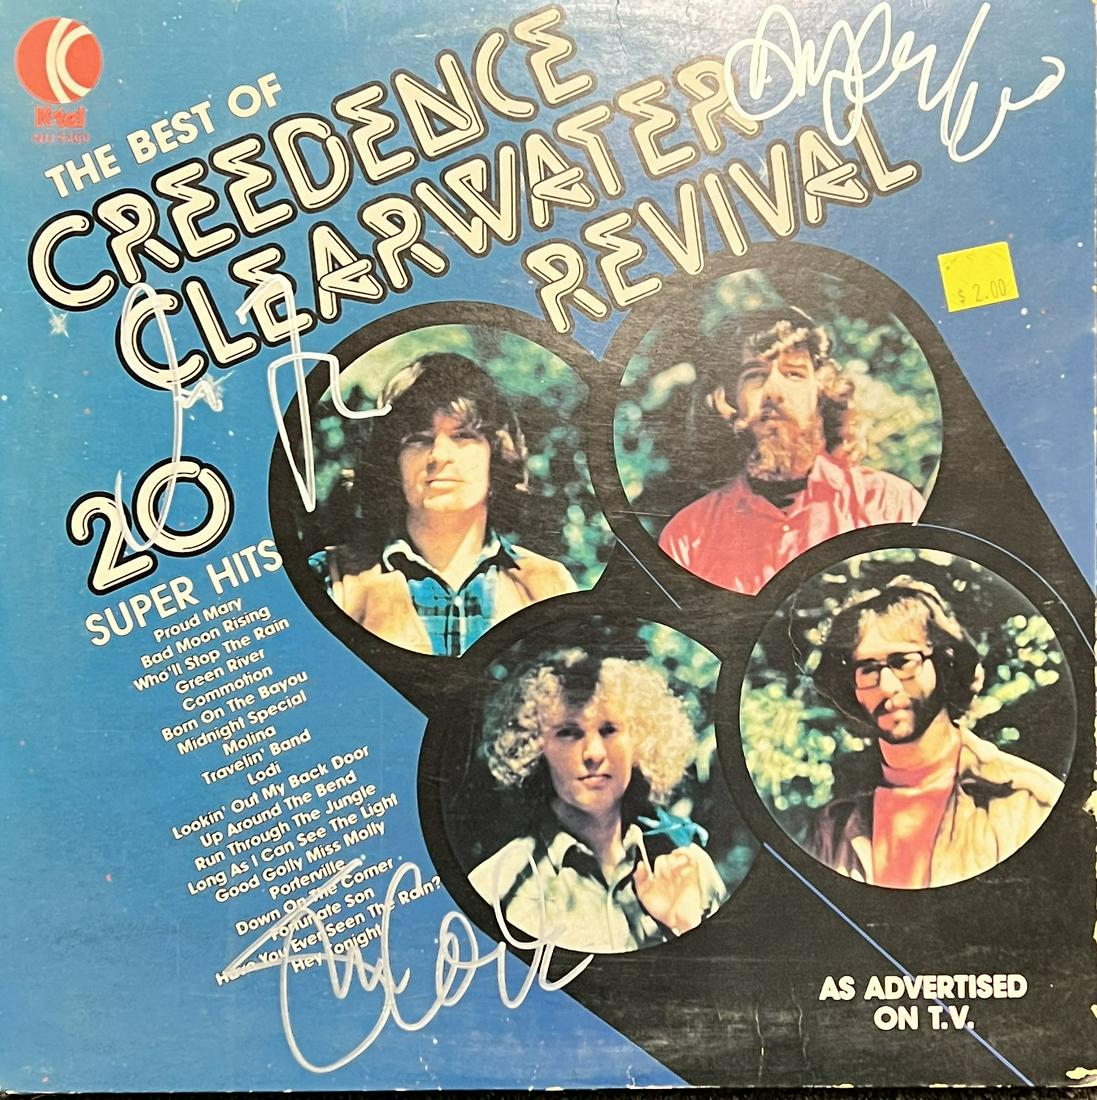 K-tel
THE BEST OF
CREEDENCE
CLEARWATER
REVIVAL
$ 2.00
20
SUPER HITS
Proud Mary
Bad Moon Rising
Who'll Stop The Rain
Green River
Commotion
Born On The Bayou
Midnight Special
Molina
Travelin' Band
Lodi
Lookin' Out My Back Door
Up Around The Bend
Run Through The Jungle
Long As I Can See The Light
Good Golly Miss Molly
Porterville
Down On The Corner
Fortunate Son
Have You Ever Seen The Rain?
Hey Tonight
AS ADVERTISED
ON T.V.